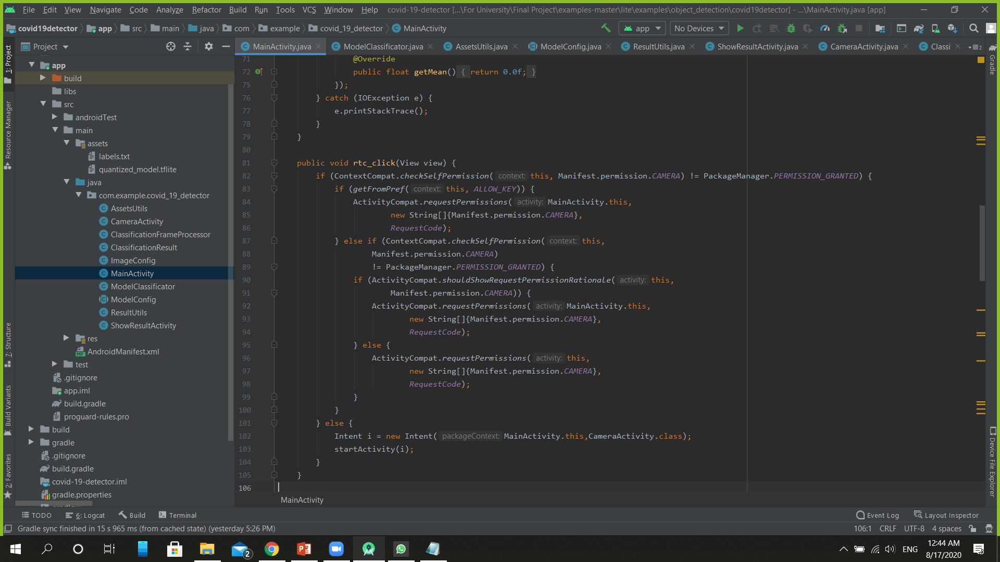 File Edit View Navigate Code Analyze Refactor Build Run Tools VCS Window Help covid-19-detector [...\For University\Final Project\examples-master\lite\examples\object_detection\covid19detector] - ...\MainActivity.java [app]
covid19detector app src main java com example covid_19_detector MainActivity app No Devices
Project
MainActivity.java ModelClassificator.java AssetsUtils.java ModelConfig.java ResultUtils.java ShowResultActivity.java CameraActivity.java Classi 2
1: Project
Resource Manager
7: Structure
Build Variants
2: Favorites
app
build
libs
src
androidTest
main
assets
labels.txt
quantized_model.tflite
java
com.example.covid_19_detector
AssetsUtils
CameraActivity
ClassificationFrameProcessor
ClassificationResult
ImageConfig
MainActivity
ModelClassificator
ModelConfig
ResultUtils
ShowResultActivity
res
AndroidManifest.xml
test
.gitignore
app.iml
build.gradle
proguard-rules.pro
build
gradle
.gitignore
build.gradle
covid-19-detector.iml
gradle.properties
71 @Override
72 public float getMean() { return 0.0f; }
75 });
76 } catch (IOException e) {
77 e.printStackTrace();
78 }
79 }
80
81 public void rtc_click(View view) {
82 if (ContextCompat.checkSelfPermission( context: this, Manifest.permission.CAMERA) != PackageManager.PERMISSION_GRANTED) {
83 if (getFromPref( context: this, ALLOW_KEY)) {
84 ActivityCompat.requestPermissions( activity: MainActivity.this,
85 new String[]{Manifest.permission.CAMERA},
86 RequestCode);
87 } else if (ContextCompat.checkSelfPermission( context: this,
88 Manifest.permission.CAMERA)
89 != PackageManager.PERMISSION_GRANTED) {
90 if (ActivityCompat.shouldShowRequestPermissionRationale( activity: this,
91 Manifest.permission.CAMERA)) {
92 ActivityCompat.requestPermissions( activity: MainActivity.this,
93 new String[]{Manifest.permission.CAMERA},
94 RequestCode);
95 } else {
96 ActivityCompat.requestPermissions( activity: this,
97 new String[]{Manifest.permission.CAMERA},
98 RequestCode);
99 }
100 }
101 } else {
102 Intent i = new Intent( packageContext: MainActivity.this,CameraActivity.class);
103 startActivity(i);
104 }
105 }
106
MainActivity
Gradle
Device File Explorer
TODO 6: Logcat Build Terminal Event Log Layout Inspector
Gradle sync finished in 15 s 965 ms (from cached state) (yesterday 5:26 PM) 106:1 CRLF UTF-8 4 spaces
2 ENG 12:44 AM
8/17/2020